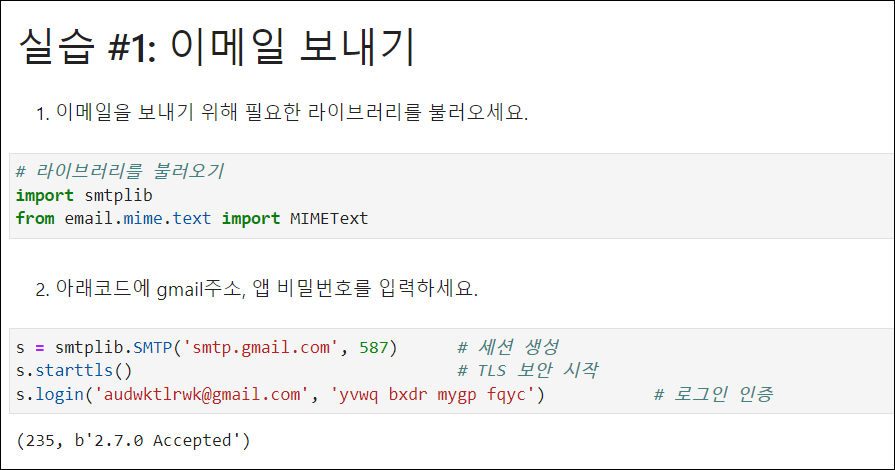 실습 #1: 이메일 보내기
1. 이메일을 보내기 위해 필요한 라이브러리를 불러오세요.
# 라이브러리를 불러오기
import smtplib
from email.mime.text import MIMEText
2. 아래코드에 gmail주소, 앱 비밀번호를 입력하세요.
s = smtplib.SMTP('smtp.gmail.com', 587) # 세션 생성
s.starttls() # TLS 보안 시작
s.login('audwktlrwk@gmail.com', 'yvwq bxdr mygp fqyc') # 로그인 인증
(235, b'2.7.0 Accepted')